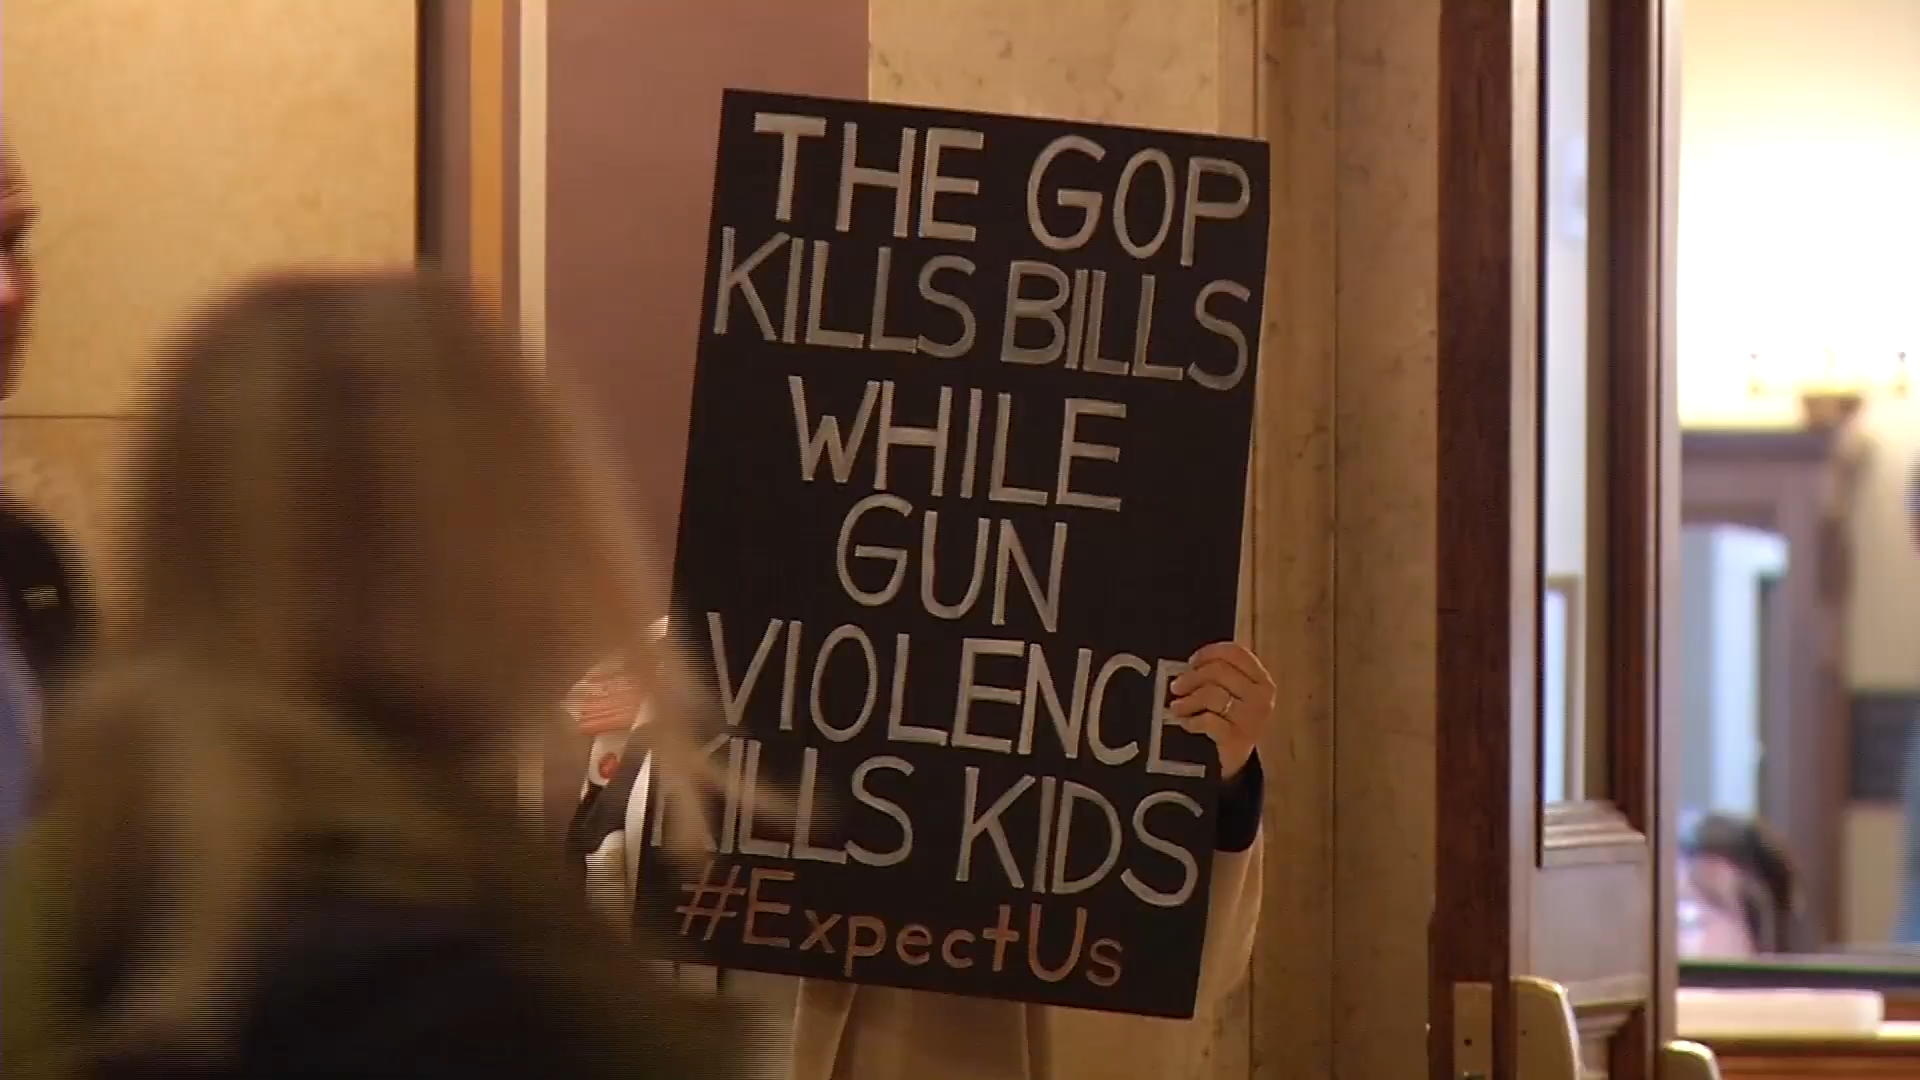 THE GOP
KILLS BILLS
WHILE
GUN
VIOLENCE
KILLS KIDS
#ExpectUs